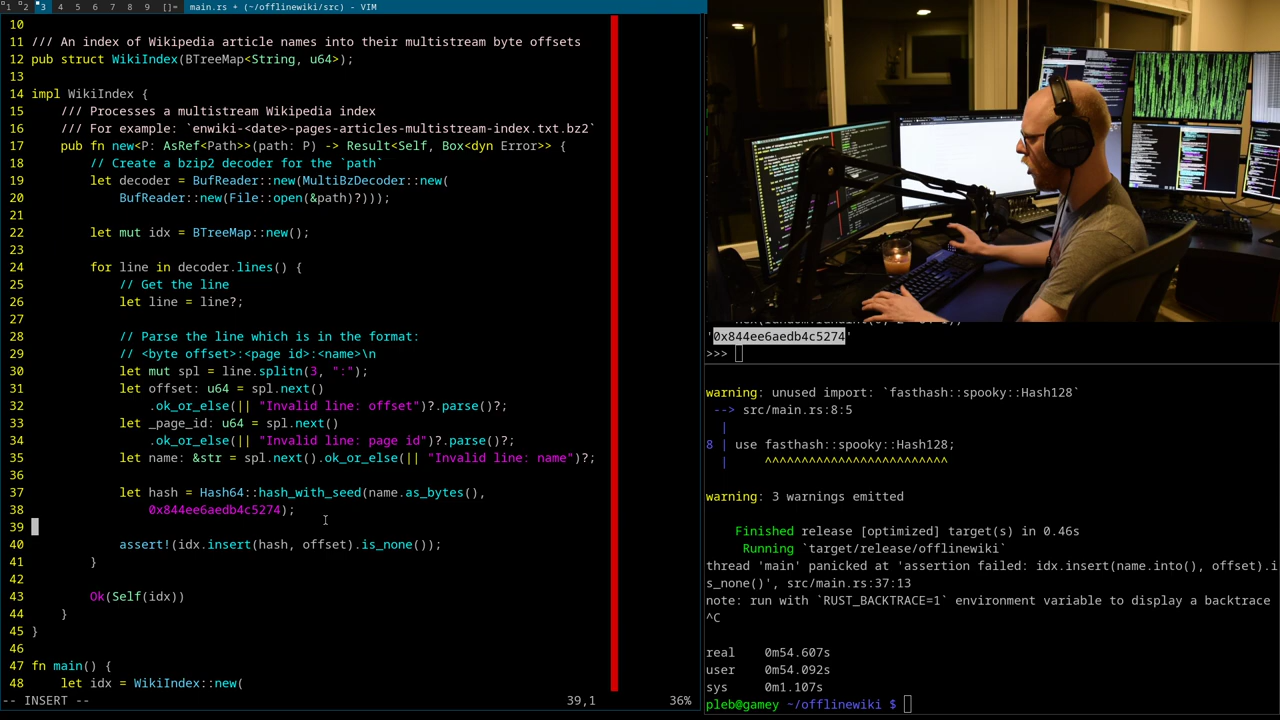 1 2 3 4 5 6 7 8 9 []= main.rs + (~/offlinewiki/src) - VIM
10
11 /// An index of Wikipedia article names into their multistream byte offsets
12 pub struct WikiIndex(BTreeMap<String, u64>);
13
14 impl WikiIndex {
15 /// Processes a multistream Wikipedia index
16 /// For example: `enwiki-<date>-pages-articles-multistream-index.txt.bz2`
17 pub fn new<P: AsRef<Path>>(path: P) -> Result<Self, Box<dyn Error>> {
18 // Create a bzip2 decoder for the `path`
19 let decoder = BufReader::new(MultiBzDecoder::new(
20 BufReader::new(File::open(&path)?)));
21
22 let mut idx = BTreeMap::new();
23
24 for line in decoder.lines() {
25 // Get the line
26 let line = line?;
27
28 // Parse the line which is in the format:
29 // <byte offset>:<page id>:<name>\n
30 let mut spl = line.splitn(3, ":");
31 let offset: u64 = spl.next()
32 .ok_or_else(|| "Invalid line: offset")?.parse()?;
33 let _page_id: u64 = spl.next()
34 .ok_or_else(|| "Invalid line: page id")?.parse()?;
35 let name: &str = spl.next().ok_or_else(|| "Invalid line: name")?;
36
37 let hash = Hash64::hash_with_seed(name.as_bytes(),
38 0x844ee6aedb4c5274);
39
40 assert!(idx.insert(hash, offset).is_none());
41 }
42
43 Ok(Self(idx))
44 }
45 }
46
47 fn main() {
48 let idx = WikiIndex::new(
-- INSERT -- 39,1 36%
'0x844ee6aedb4c5274'
>>>
warning: unused import: `fasthash::spooky::Hash128`
--> src/main.rs:8:5
|
8 | use fasthash::spooky::Hash128;
| ^^^^^^^^^^^^^^^^^^^^^^^^^
warning: 3 warnings emitted
Finished release [optimized] target(s) in 0.46s
Running `target/release/offlinewiki`
thread 'main' panicked at 'assertion failed: idx.insert(name.into(), offset).i
s_none()', src/main.rs:37:13
note: run with `RUST_BACKTRACE=1` environment variable to display a backtrace
^C
real 0m54.607s
user 0m54.092s
sys 0m1.107s
pleb@gamey ~/offlinewiki $